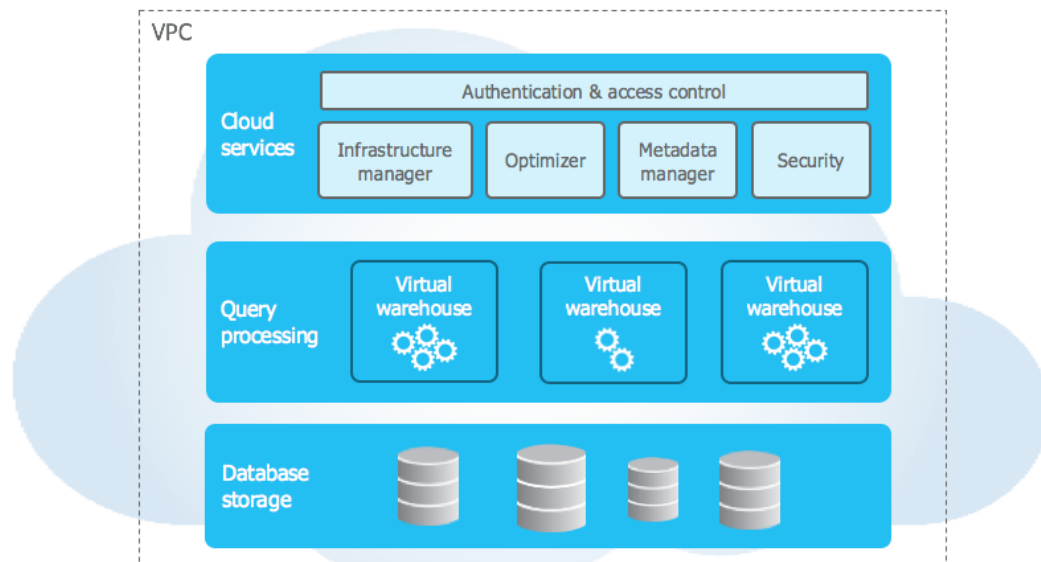 VPC
Authentication & access control
Cloud
services
Infrastructure
manager
Optimizer
Metadata
manager
Security
Query
processing
Virtual
warehouse
Virtual
warehouse
Virtual
warehouse
Database
storage